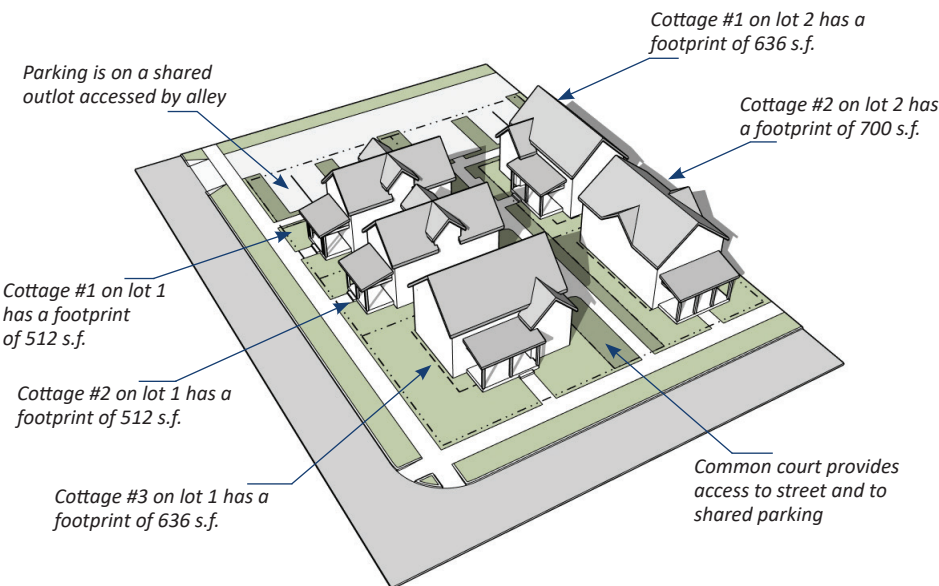 Cottage #1 on lot 2 has a
footprint of 636 s.f.
Parking is on a shared
outlot accessed by alley
Cottage #2 on lot 2 has
a footprint of 700 s.f.
Cottage #1 on lot 1
has a footprint
of 512 s.f.
Cottage #2 on lot 1 has a
footprint of 512 s.f.
Common court provides
access to street and to
shared parking
Cottage #3 on lot 1 has a
footprint of 636 s.f.